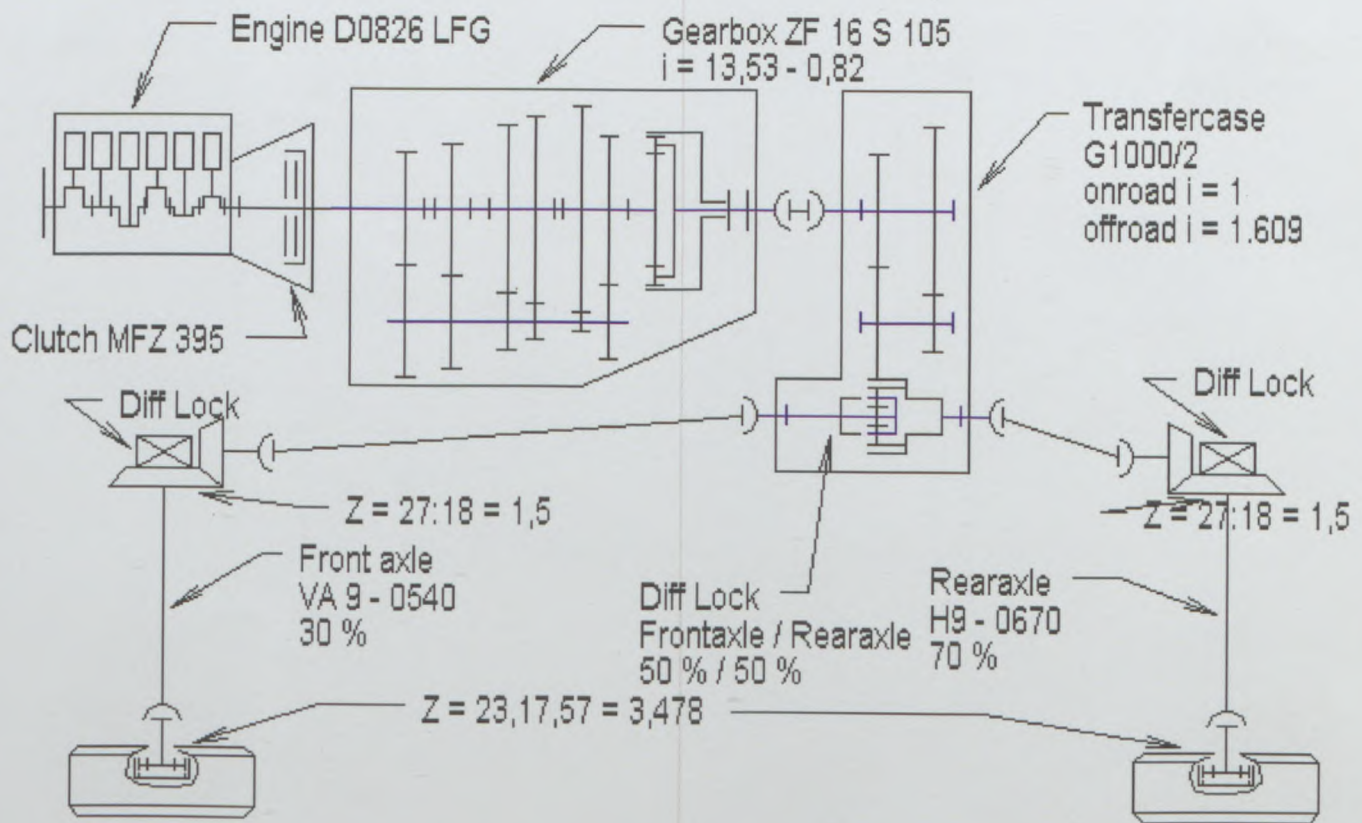 Engine D0826 LFG
Gearbox ZF 16 S 105
i = 13,53 - 0,82
Transfercase
G1000/2
onroad i = 1
offroad i = 1.609
Clutch MFZ 395
Diff Lock
Diff Lock
Z = 27:18 = 1,5
Z = 27:18 = 1,5
Front axle
VA 9 - 0540
30 %
Diff Lock
Frontaxle / Rearaxle
50 % / 50 %
Rearaxle
H9 - 0670
70 %
Z = 23,17,57 = 3,478